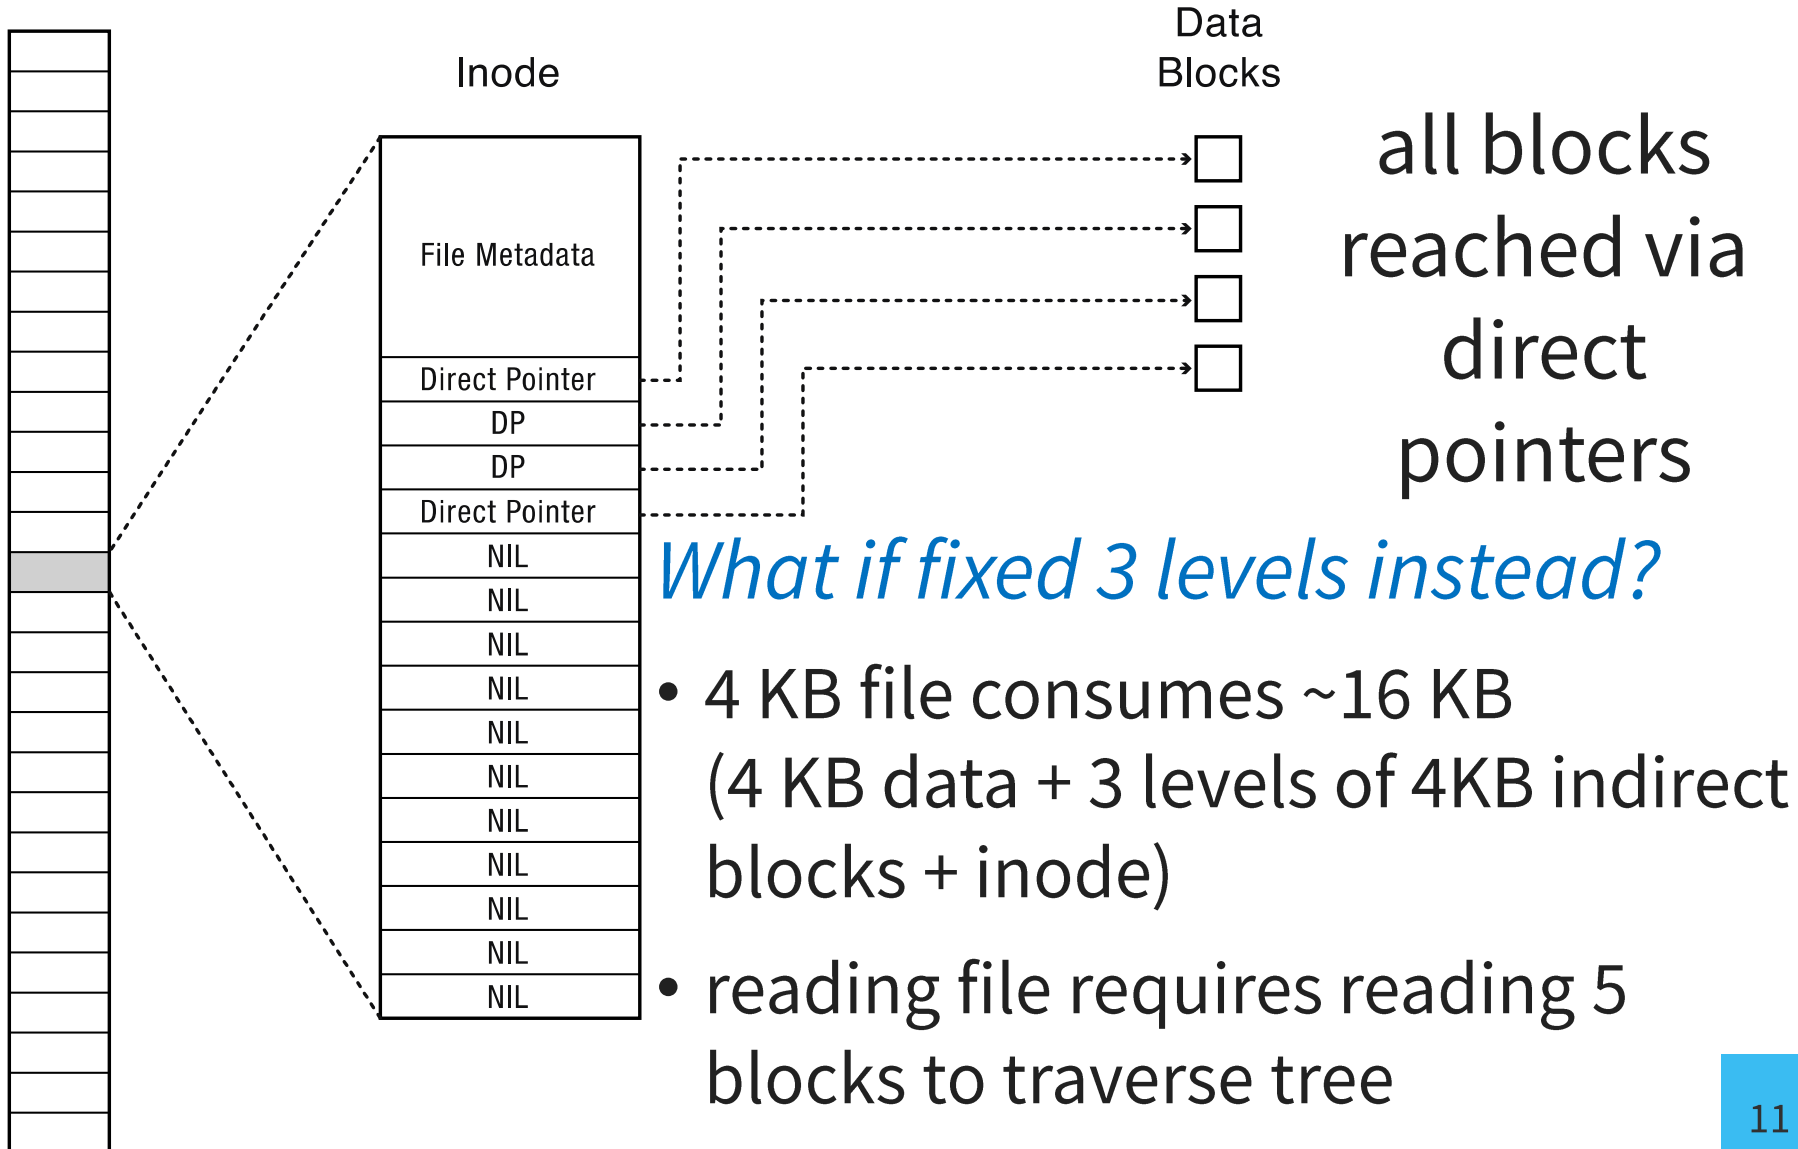 Inode
File Metadata
Direct Pointer
DP
DP
Direct Pointer
NIL
NIL
NIL
NIL
NIL
NIL
NIL
NIL
NIL
NIL
NIL
Data
Blocks
all blocks
reached via
direct
pointers
What if fixed 3 levels instead?
• 4 KB file consumes ~16 KB
(4 KB data + 3 levels of 4KB indirect
blocks + inode)
• reading file requires reading 5
blocks to traverse tree
11